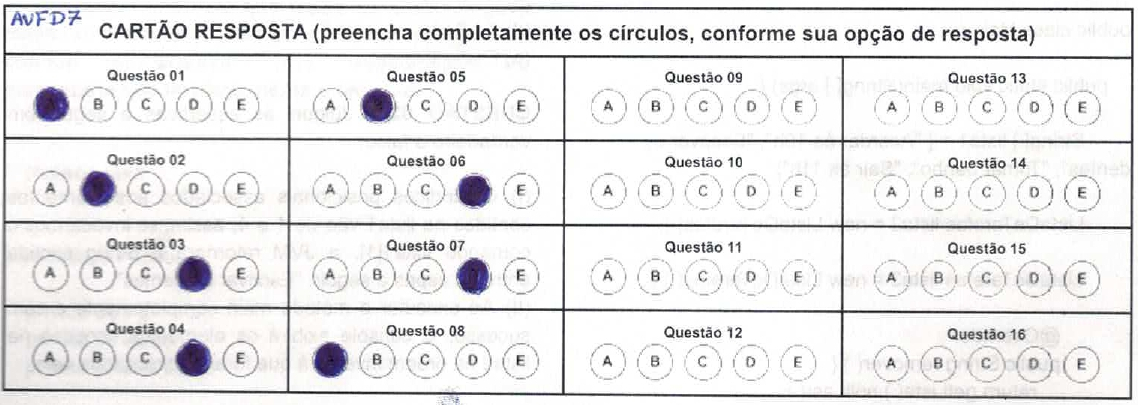 AVFD7
CARTÃO RESPOSTA (preencha completamente os círculos, conforme sua opção de resposta)
Questão 01 Questão 05 Questão 09 Questão 13
A B C D E A B C D E A B C D E A B C D E
Questão 02 Questão 06 Questão 10 Questão 14
A B C D E A B C D E A B C D E A B C D E
Questão 03 Questão 07 Questão 11 Questão 15
A B C D E A B C D E A B C D E A B C D E
Questão 04 Questão 08 Questão 12 Questão 16
A B C D E A B C D E A B C D E A B C D E